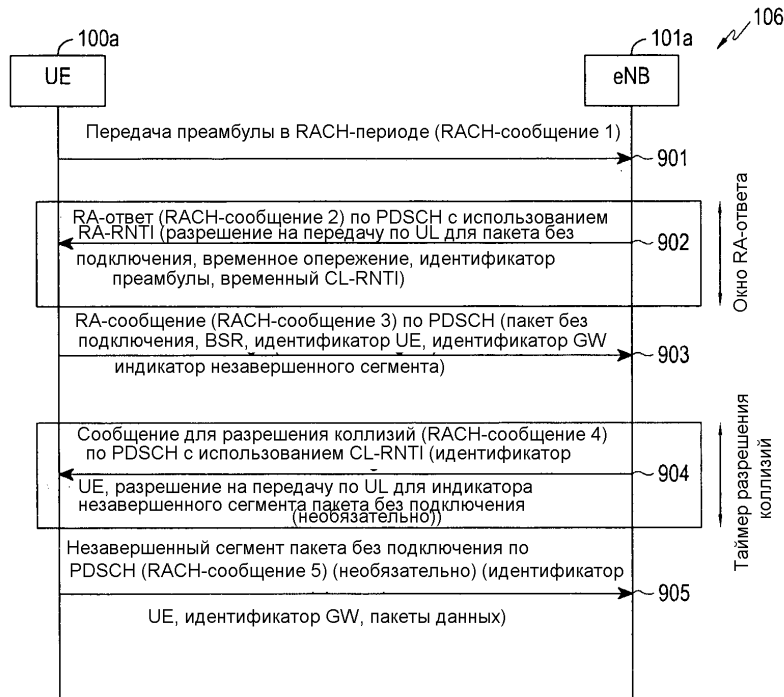 106
100a
101a
UE
eNB
Передача преамбулы в RACH-периоде (RACH-сообщение 1)
901
RA-ответ (RACH-сообщение 2) по PDSCH с использованием
RA-RNTI (разрешение на передачу по UL для пакета без
902
подключения, временное опережение, идентификатор
преамбулы, временный CL-RNTI)
Окно RA-ответа
RA-сообщение (RACH-сообщение 3) по PDSCH (пакет без
подключения, BSR, идентификатор UE, идентификатор GW
903
индикатор незавершенного сегмента)
Сообщение для разрешения коллизий (RACH-сообщение 4)
по PDSCH с использованием CL-RNTI (идентификатор
904
UE, разрешение на передачу по UL для индикатора
незавершенного сегмента пакета без подключения
(необязательно))
Таймер разрешения
коллизий
Незавершенный сегмент пакета без подключения по
PDSCH (RACH-сообщение 5) (необязательно) (идентификатор
905
UE, идентификатор GW, пакеты данных)